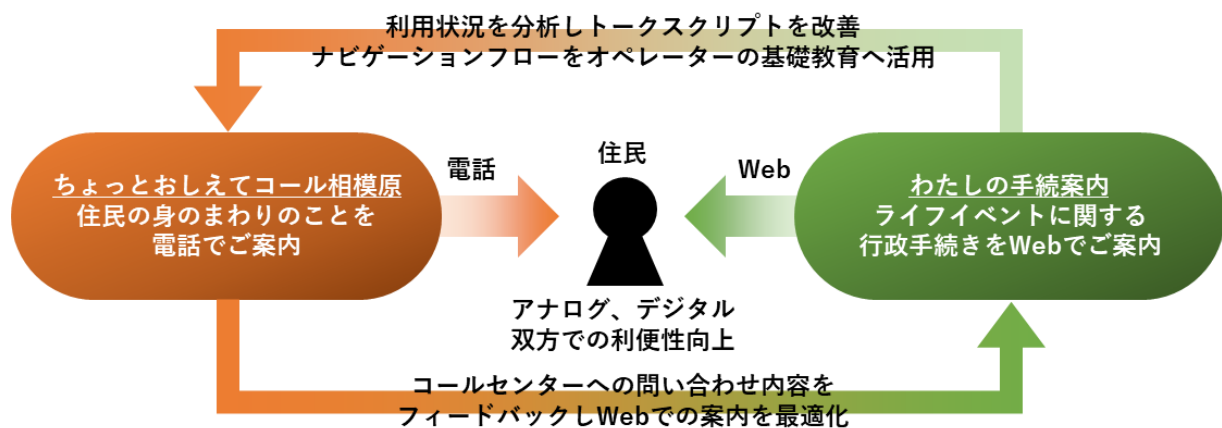 利用状況を分析しトークスクリプトを改善
ナビゲーションフローをオペレーターの基礎教育へ活用
ちょっとおしえてコール相模原
住民の身のまわりのことを
電話でご案内
電話
住民
Web
わたしの手続案内
ライフイベントに関する
行政手続きをWebでご案内
アナログ、デジタル
双方での利便性向上
コールセンターへの問い合わせ内容を
フィードバックしWebでの案内を最適化